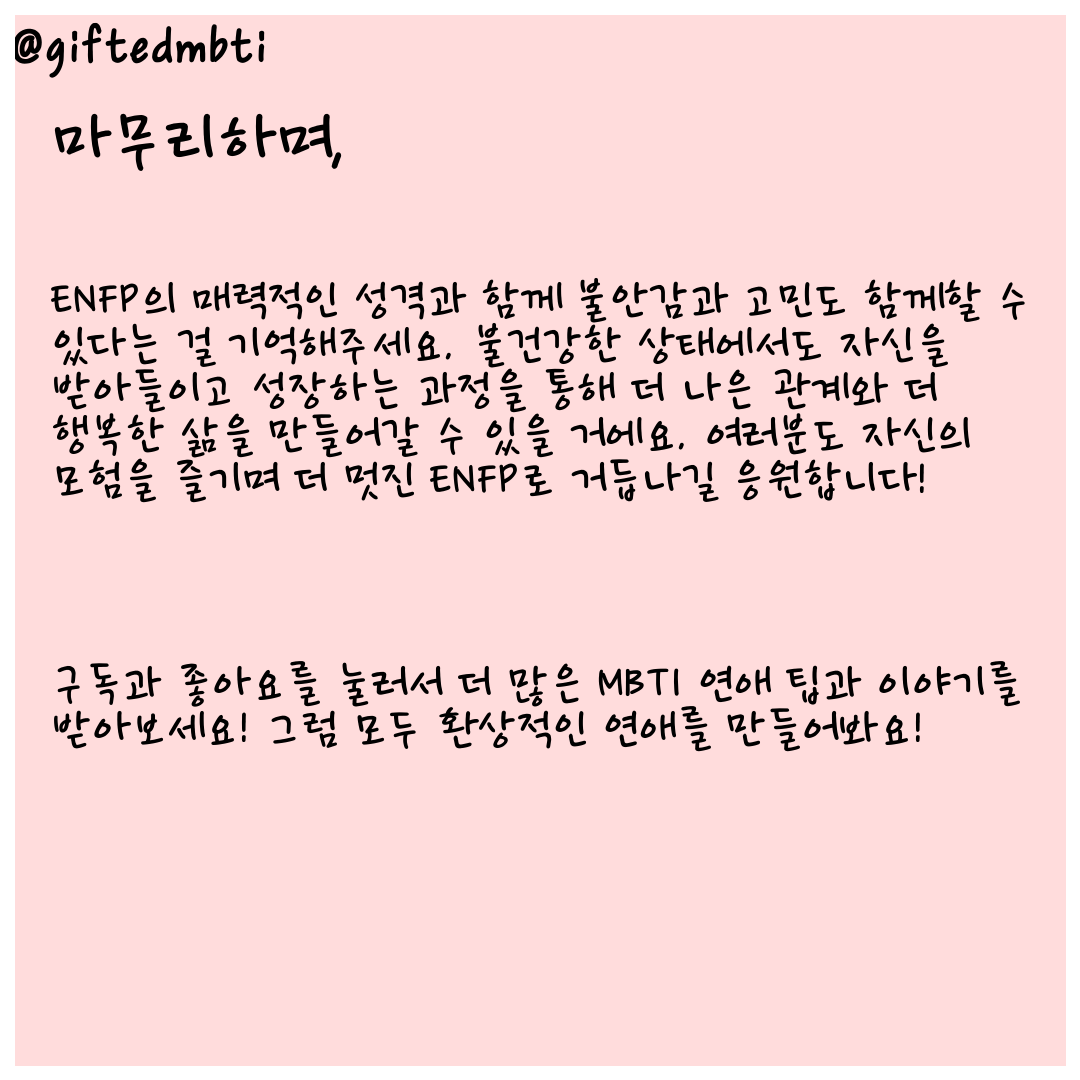 @giftedmbti
마무리하며,
ENFP의 매력적인 성격과 함께 불안감과 고민도 함께할 수
있다는 걸 기억해주세요. 불건강한 상태에서도 자신을
받아들이고 성장하는 과정을 통해 더 나은 관계와 더
행복한 삶을 만들어갈 수 있을 거에요. 여러분도 자신의
모험을 즐기며 더 멋진 ENFP로 거듭나길 응원합니다!
구독과 좋아요를 눌러서 더 많은 MBTI 연애 팁과 이야기를
받아보세요! 그럼 모두 환상적인 연애를 만들어봐요!